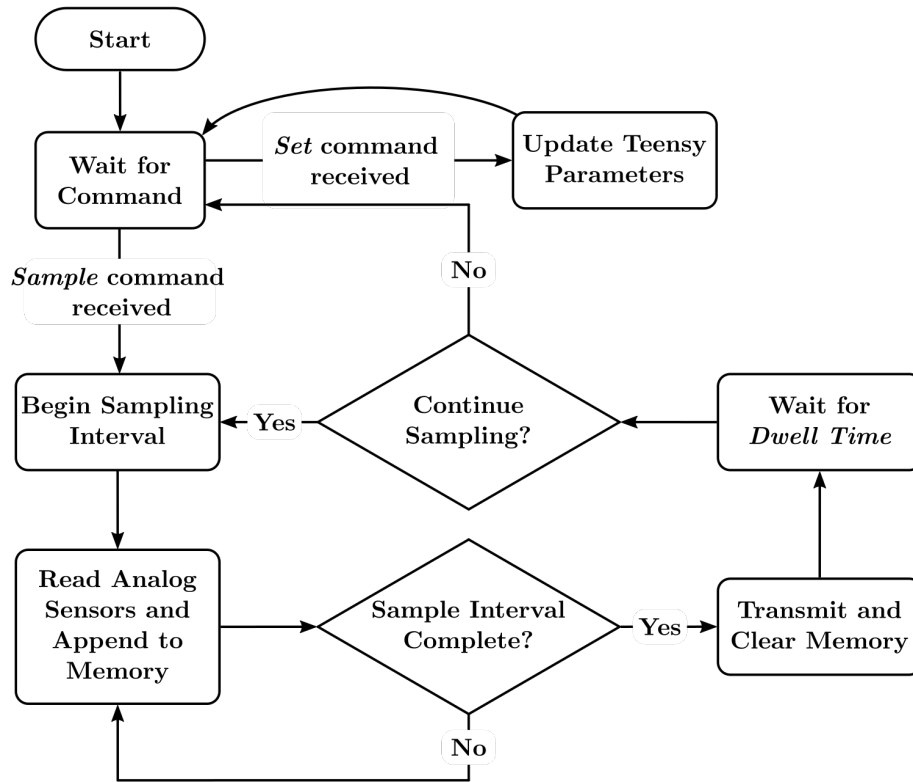 Start
Wait for
Command
Set command
received
Update Teensy
Parameters
No
Sample command
received
Begin Sampling
Interval
Yes
Continue
Sampling?
Wait for
Dwell Time
Read Analog
Sensors and
Append to
Memory
Sample Interval
Complete?
Yes
Transmit and
Clear Memory
No